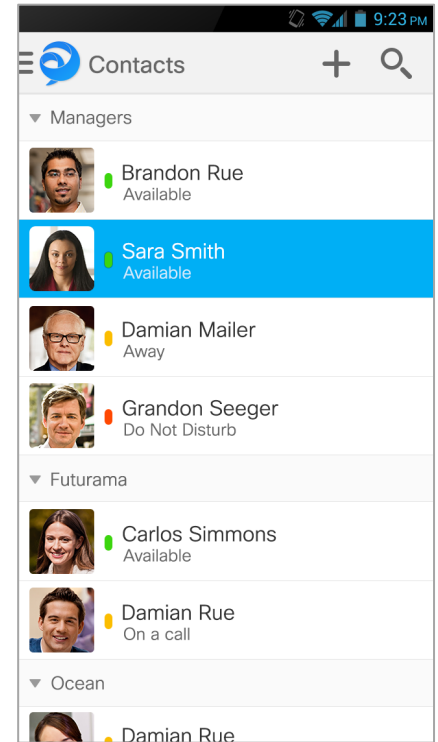 9:23 PM
Contacts
Managers
Brandon Rue
Available
Sara Smith
Available
Damian Mailer
Away
Grandon Seeger
Do Not Disturb
Futurama
Carlos Simmons
Available
Damian Rue
On a call
Ocean
Damian Rue